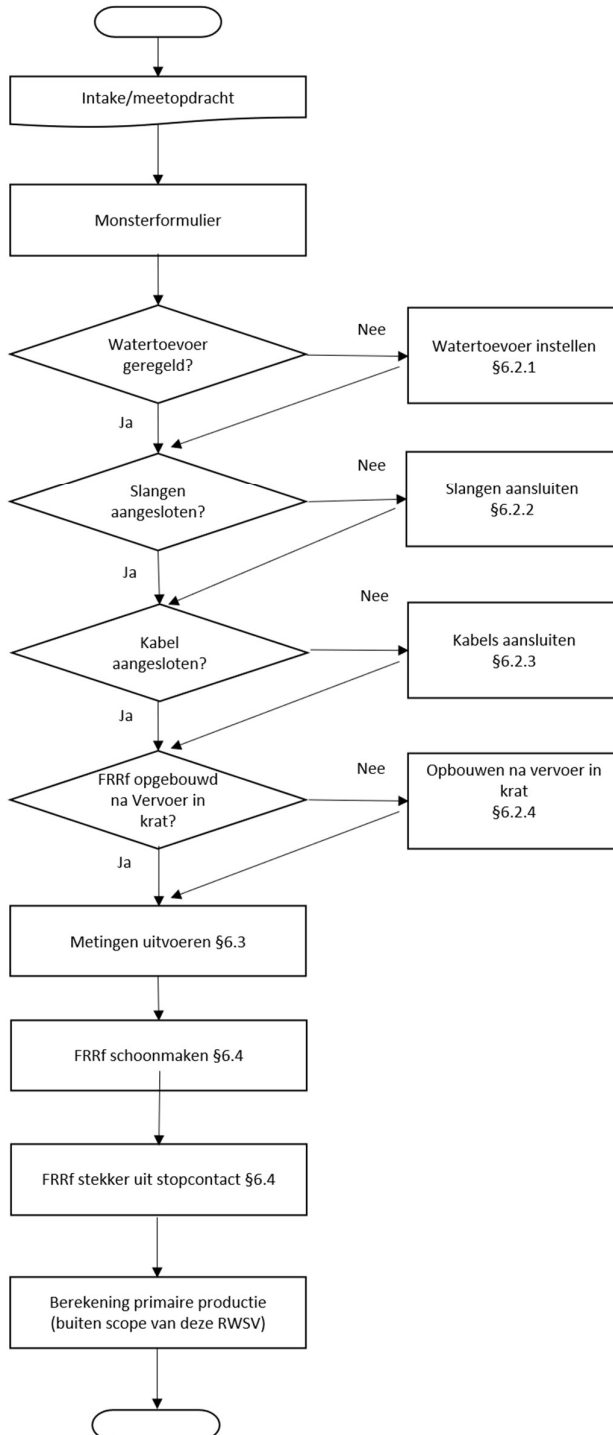 Intake/meetopdracht
Monsterformulier
Watertoevoer
geregeld?
Nee
Watertoevoer instellen
§6.2.1
Ja
Slangen
aangesloten?
Nee
Slangen aansluiten
§6.2.2
Ja
Kabel
aangesloten?
Nee
Kabels aansluiten
§6.2.3
Ja
FRRf opgebouwd
na Vervoer in
krat?
Nee
Opbouwen na vervoer in
krat
§6.2.4
Ja
Metingen uitvoeren §6.3
FRRf schoonmaken §6.4
FRRf stekker uit stopcontact §6.4
Berekening primaire productie
(buiten scope van deze RWSV)